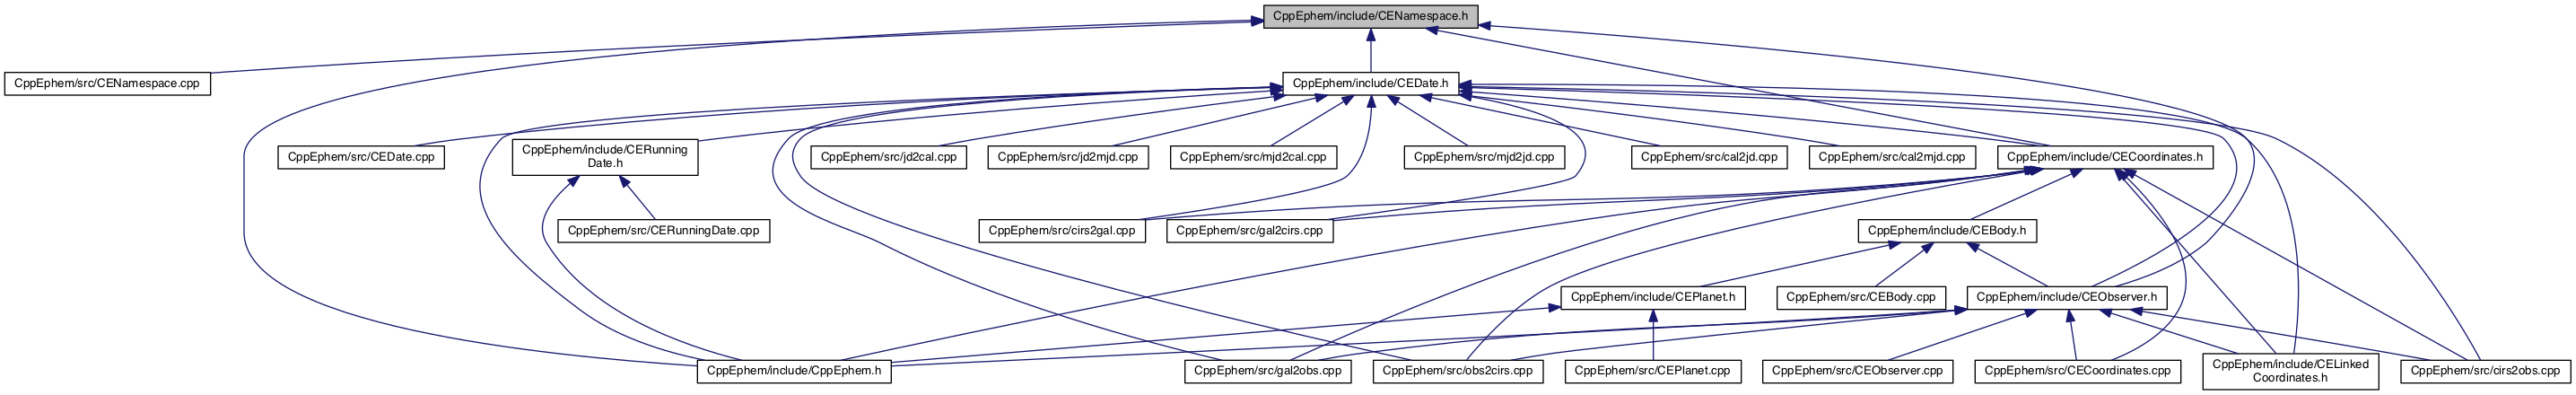 CppEphem/include/CENamespace.h
CppEphem/src/CENamespace.cpp
CppEphem/include/CEDate.h
CppEphem/src/CEDate.cpp
CppEphem/include/CERunning
Date.h
CppEphem/src/jd2cal.cpp
CppEphem/src/jd2mjd.cpp
CppEphem/src/mjd2cal.cpp
CppEphem/src/mjd2jd.cpp
CppEphem/src/cal2jd.cpp
CppEphem/src/cal2mjd.cpp
CppEphem/include/CECoordinates.h
CppEphem/src/CERunningDate.cpp
CppEphem/src/cirs2gal.cpp
CppEphem/src/gal2cirs.cpp
CppEphem/include/CEBody.h
CppEphem/include/CEPlanet.h
CppEphem/src/CEBody.cpp
CppEphem/include/CEObserver.h
CppEphem/include/CppEphem.h
CppEphem/src/gal2obs.cpp
CppEphem/src/obs2cirs.cpp
CppEphem/src/CEPlanet.cpp
CppEphem/src/CEObserver.cpp
CppEphem/src/CECoordinates.cpp
CppEphem/include/CELinked
Coordinates.h
CppEphem/src/cirs2obs.cpp